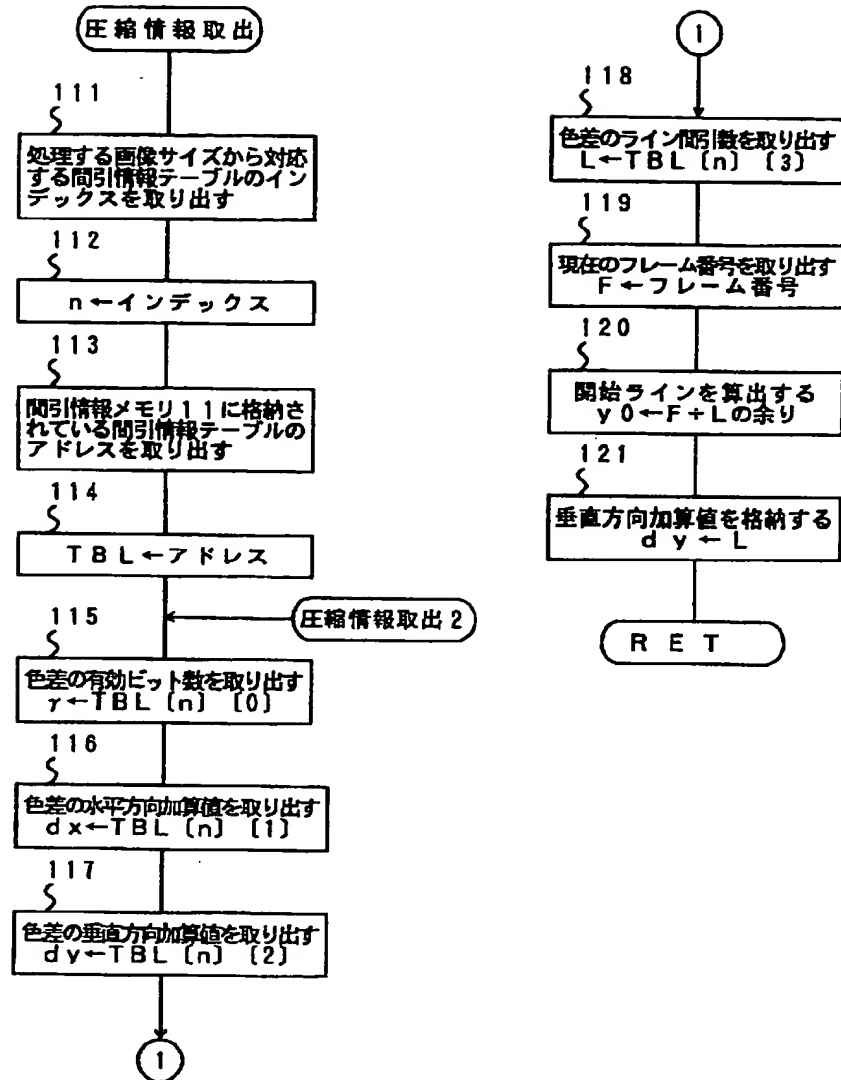 圧縮情報取出
111
処理する画像サイズから対応
する間引情報テーブルのイン
デックスを取り出す
112
n←インデックス
113
間引情報メモリ11に格納さ
れている間引情報テーブルの
アドレスを取り出す
114
TBL←アドレス
圧縮情報取出2
115
色差の有効ビット数を取り出す
r←TBL〔n〕〔0〕
116
色差の水平方向加算値を取り出す
dx←TBL〔n〕〔1〕
117
色差の垂直方向加算値を取り出す
dy←TBL〔n〕〔2〕
1
1
118
色差のライン間引数を取り出す
L←TBL〔n〕〔3〕
119
現在のフレーム番号を取り出す
F←フレーム番号
120
開始ラインを算出する
y0←F÷Lの余り
121
垂直方向加算値を格納する
dy←L
RET